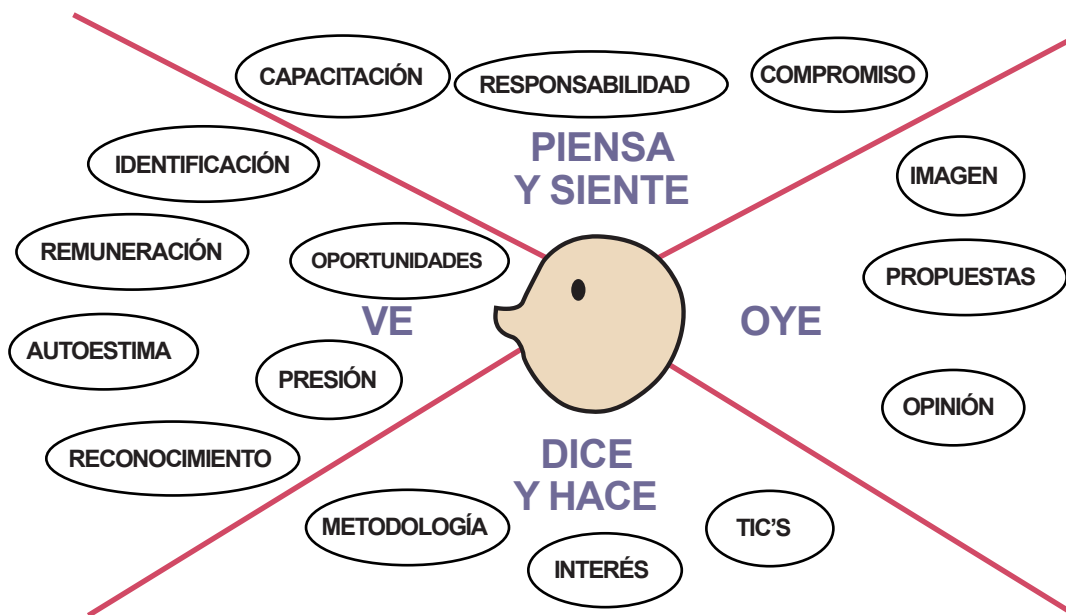 CAPACITACIÓN
RESPONSABILIDAD
COMPROMISO
PIENSA
Y SIENTE
IDENTIFICACIÓN
REMUNERACIÓN
OPORTUNIDADES
VE
AUTOESTIMA
PRESIÓN
RECONOCIMIENTO
IMAGEN
PROPUESTAS
OYE
OPINIÓN
DICE
Y HACE
METODOLOGÍA
INTERÉS
TIC'S